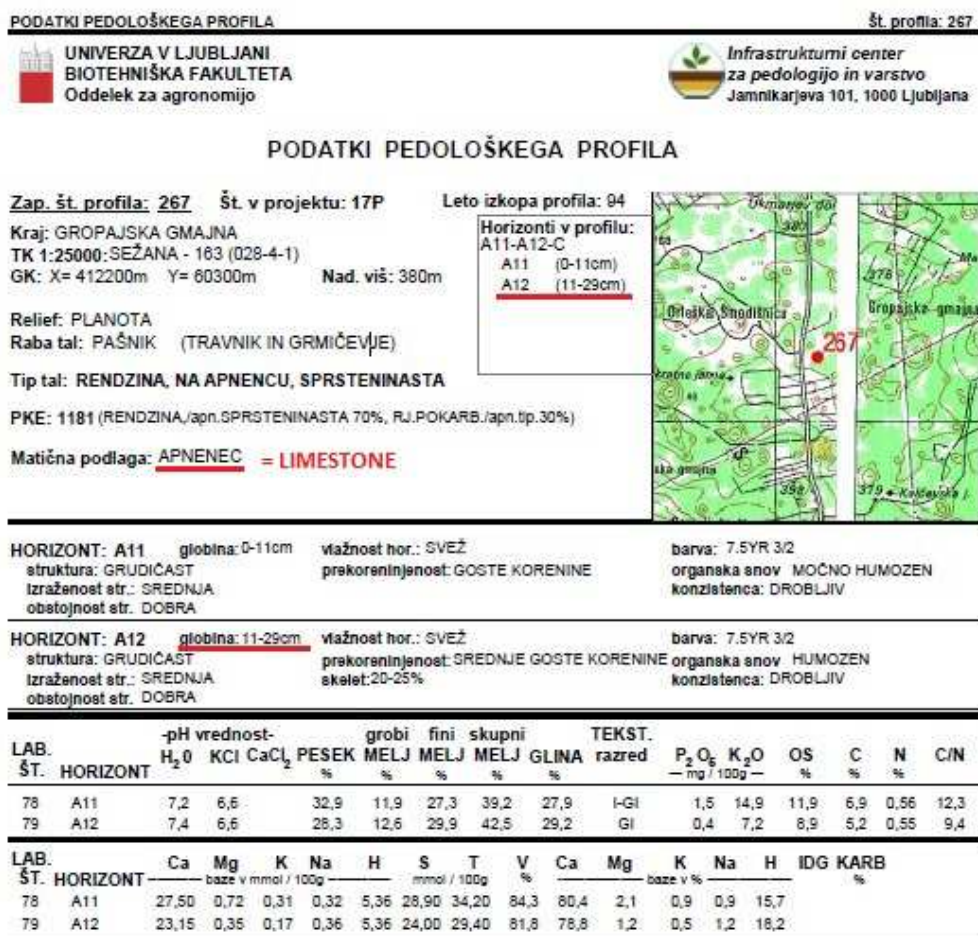 PODATKI PEDOLOŠKEGA PROFILA Št. profila: 267
UNIVERZA V LJUBLJANI
BIOTEHNIŠKA FAKULTETA
Oddelek za agronomijo
Infrastrukturni center
za pedologijo in varstvo
Jamnikarjeva 101, 1000 Ljubljana
PODATKI PEDOLOŠKEGA PROFILA
Zap. št. profila: 267 Št. v projektu: 17P Leto izkopa profila: 94
Kraj: GROPAJSKA GMAJNA
TK 1:25000: SEŽANA - 163 (028-4-1)
GK: X= 412200m Y= 60300m Nad. viš: 380m
Relief: PLANOTA
Raba tal: PAŠNIK (TRAVNIK IN GRMIČEVJE)
Tip tal: RENDZINA, NA APNENCU, SPRSTENINASTA
PKE: 1181 (RENDZINA,/apn.SPRSTENINASTA 70%, RJ.POKARB./apn.tip.30%)
Matična podlaga: APNENEC = LIMESTONE
Horizonti v profilu:
A11-A12-C
A11 (0-11cm)
A12 (11-29cm)
380
378
Orleška Smodišnica
Gropajska gmajna
267
ska gmajna
398
379
HORIZONT: A11 globina: 0-11cm vlažnost hor.: SVEŽ barva: 7.5YR 3/2
struktura: GRUDIČAST prekoreninjenost: GOSTE KORENINE organska snov MOČNO HUMOZEN
Izraženost str.: SREDNJA konzistenca: DROBLJIV
obstojnost str. DOBRA
HORIZONT: A12 globina: 11-29cm vlažnost hor.: SVEŽ barva: 7.5YR 3/2
struktura: GRUDIČAST prekoreninjenost: SREDNJE GOSTE KORENINE organska snov HUMOZEN
Izraženost str.: SREDNJA skelet: 20-25% konzistenca: DROBLJIV
obstojnost str. DOBRA
-pH vrednost- grobi fini skupni TEKST.
LAB. H2O KCl CaCl2 PESEK MELJ MELJ MELJ GLINA razred P2O5 K2O OS C N C/N
ŠT. HORIZONT % % % % % — mg / 100g — % % %
78 A11 7,2 6,6 32,9 11,9 27,3 39,2 27,9 I-GI 1,5 14,9 11,9 6,9 0,56 12,3
79 A12 7,4 6,6 28,3 12,6 29,9 42,5 29,2 GI 0,4 7,2 8,9 5,2 0,55 9,4
LAB. Ca Mg K Na H S T V Ca Mg K Na H IDG KARB
ŠT. HORIZONT baze v mmol / 100g mmol / 100g % baze v % %
78 A11 27,50 0,72 0,31 0,32 5,36 28,90 34,20 84,3 80,4 2,1 0,9 0,9 15,7
79 A12 23,15 0,35 0,17 0,36 5,36 24,00 29,40 81,8 78,8 1,2 0,5 1,2 18,2